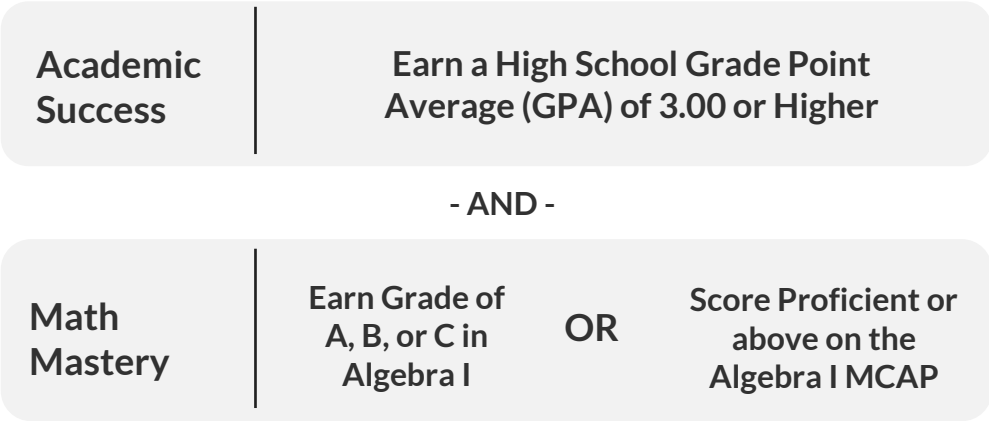 Academic
Success
Earn a High School Grade Point
Average (GPA) of 3.00 or Higher
- AND -
Math
Mastery
Earn Grade of
A, B, or C in
Algebra I
OR
Score Proficient or
above on the
Algebra I MCAP